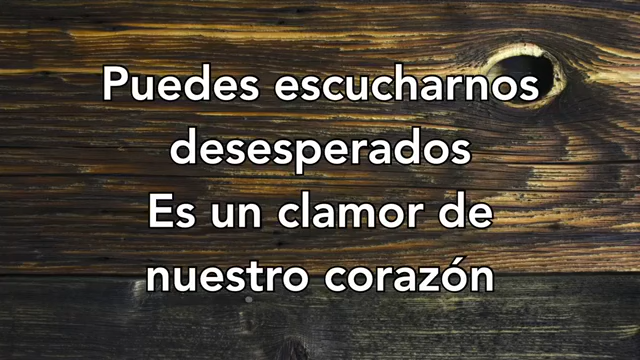 Puedes escucharnos
desesperados
Es un clamor de
nuestro corazón